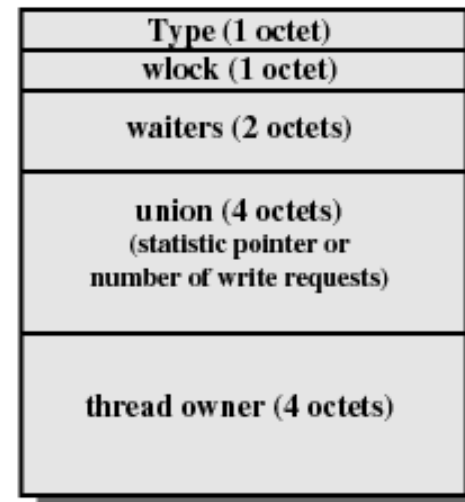 Type (1 octet)
wlock (1 octet)
waiters (2 octets)
union (4 octets)
(statistic pointer or
number of write requests)
thread owner (4 octets)